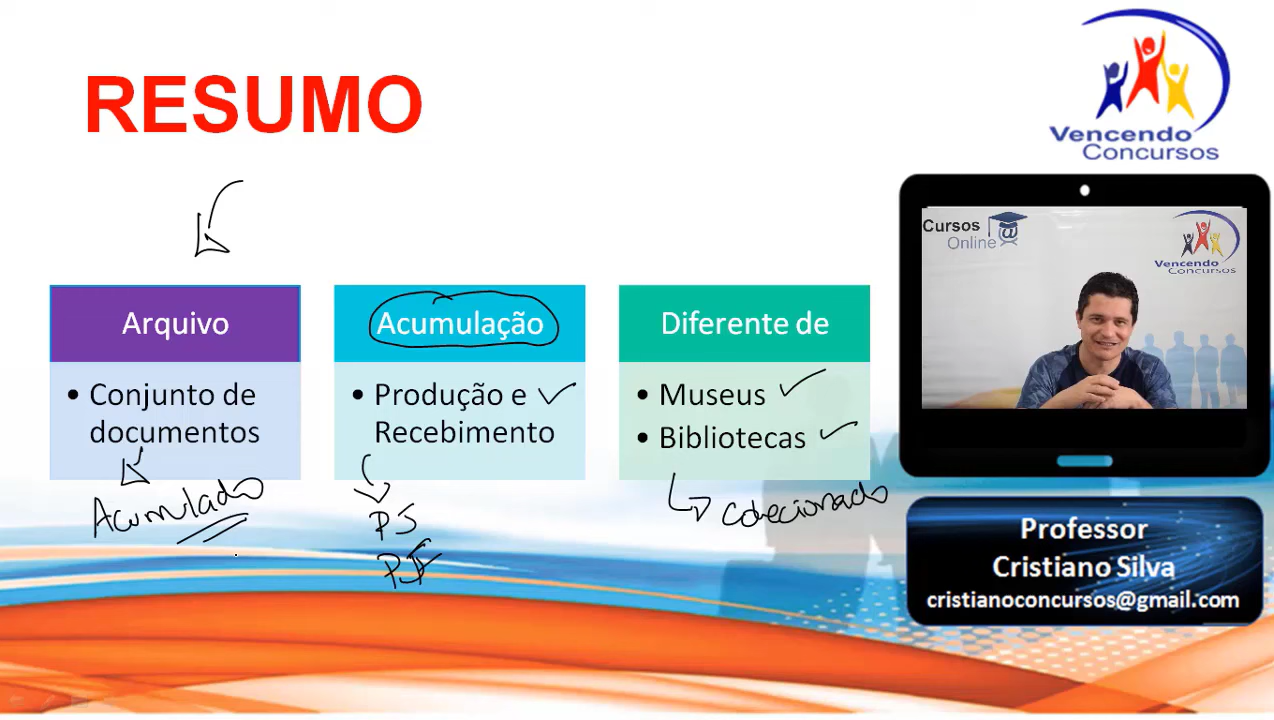 RESUMO
Vencendo
Concursos
Cursos
Online
Vencendo
Concursos
Arquivo
Acumulação
Diferente de
• Conjunto de
documentos
• Produção e
Recebimento
• Museus
• Bibliotecas
Acumulado
PJ
colecionado
Professor
Cristiano Silva
cristianoconcursos@gmail.com